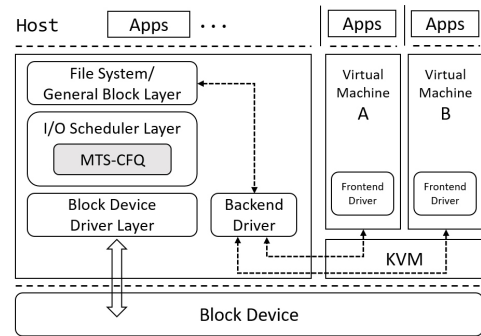 Host
Apps
...
Apps
Apps
File System/
General Block Layer
I/O Scheduler Layer
MTS-CFQ
Block Device
Driver Layer
Backend
Driver
Virtual
Machine
A
Frontend
Driver
Virtual
Machine
B
Frontend
Driver
KVM
Block Device